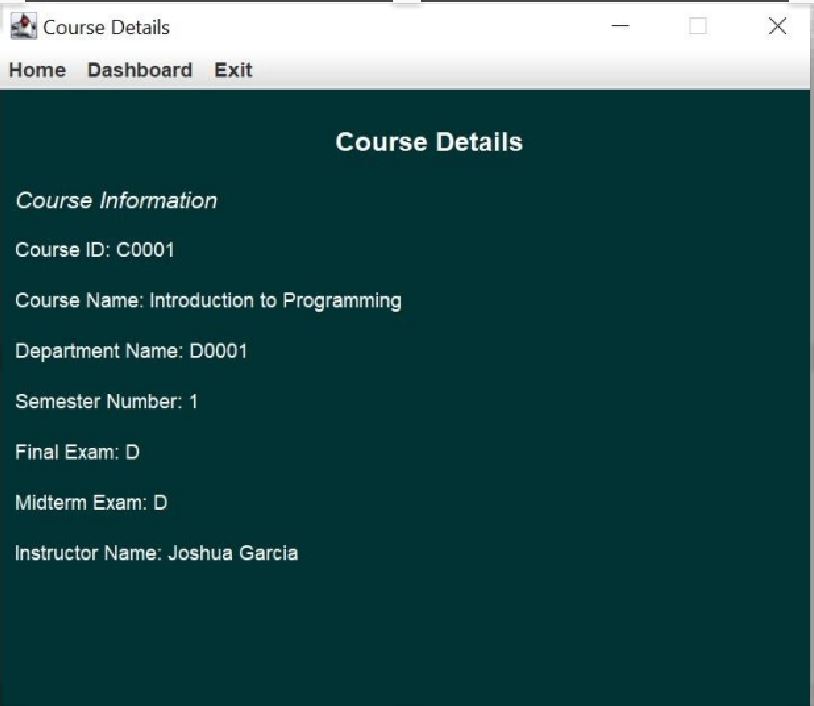 Course Details
Home Dashboard Exit
Course Details
Course Information
Course ID: C0001
Course Name: Introduction to Programming
Department Name: D0001
Semester Number: 1
Final Exam: D
Midterm Exam: D
Instructor Name: Joshua Garcia